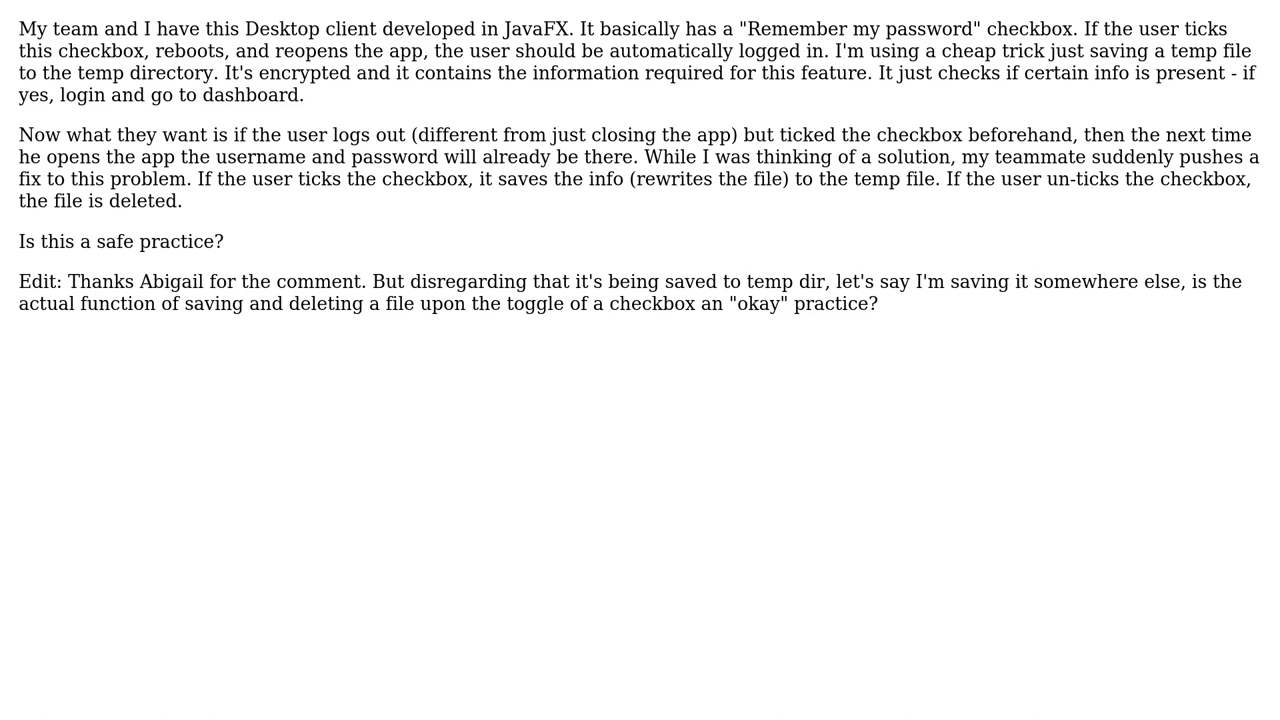 My team and I have this Desktop client developed in JavaFX. It basically has a "Remember my password" checkbox. If the user ticks
this checkbox, reboots, and reopens the app, the user should be automatically logged in. I'm using a cheap trick just saving a temp file
to the temp directory. It's encrypted and it contains the information required for this feature. It just checks if certain info is present - if
yes, login and go to dashboard.
Now what they want is if the user logs out (different from just closing the app) but ticked the checkbox beforehand, then the next time
he opens the app the username and password will already be there. While I was thinking of a solution, my teammate suddenly pushes a
fix to this problem. If the user ticks the checkbox, it saves the info (rewrites the file) to the temp file. If the user un-ticks the checkbox,
the file is deleted.
Is this a safe practice?
Edit: Thanks Abigail for the comment. But disregarding that it's being saved to temp dir, let's say I'm saving it somewhere else, is the
actual function of saving and deleting a file upon the toggle of a checkbox an "okay" practice?